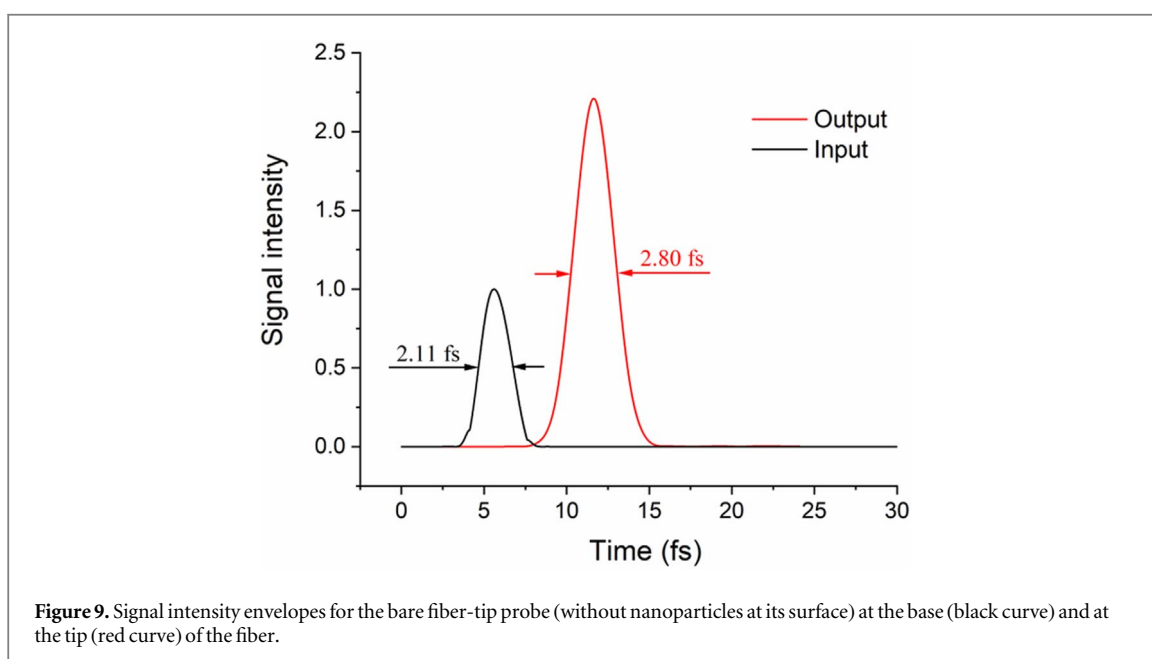 2.5
2.0
1.5
1.0
0.5
0.0
Signal intensity
Output
Input
2.80 fs
2.11 fs
0 5 10 15 20 25 30
Time (fs)
Figure 9. Signal intensity envelopes for the bare fiber-tip probe (without nanoparticles at its surface) at the base (black curve) and at
the tip (red curve) of the fiber.